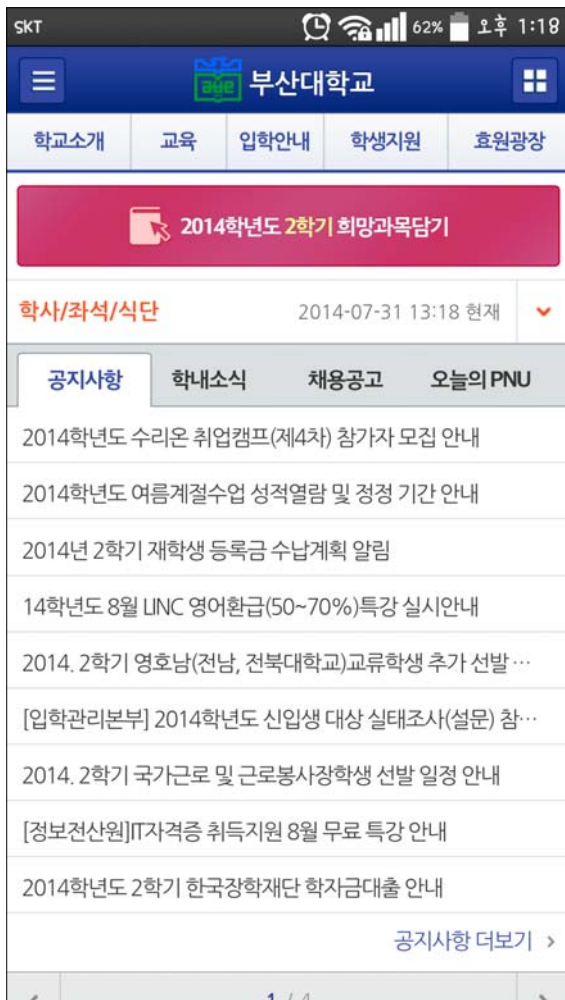 SKT 62% 오후 1:18
부산대학교
학교소개 교육 입학안내 학생지원 효원광장
2014학년도 2학기 희망과목담기
학사/좌석/식단 2014-07-31 13:18 현재
공지사항 학내소식 채용공고 오늘의 PNU
2014학년도 수리온 취업캠프(제4차) 참가자 모집 안내
2014학년도 여름계절수업 성적열람 및 정정 기간 안내
2014년 2학기 재학생 등록금 수납계획 알림
14학년도 8월 LINC 영어환급(50~70%)특강 실시안내
2014. 2학기 영호남(전남, 전북대학교)교류학생 추가 선발 …
[입학관리본부] 2014학년도 신입생 대상 실태조사(설문) 참…
2014. 2학기 국가근로 및 근로봉사장학생 선발 일정 안내
[정보전산원]IT자격증 취득지원 8월 무료 특강 안내
2014학년도 2학기 한국장학재단 학자금대출 안내
공지사항 더보기 >
1 / 4